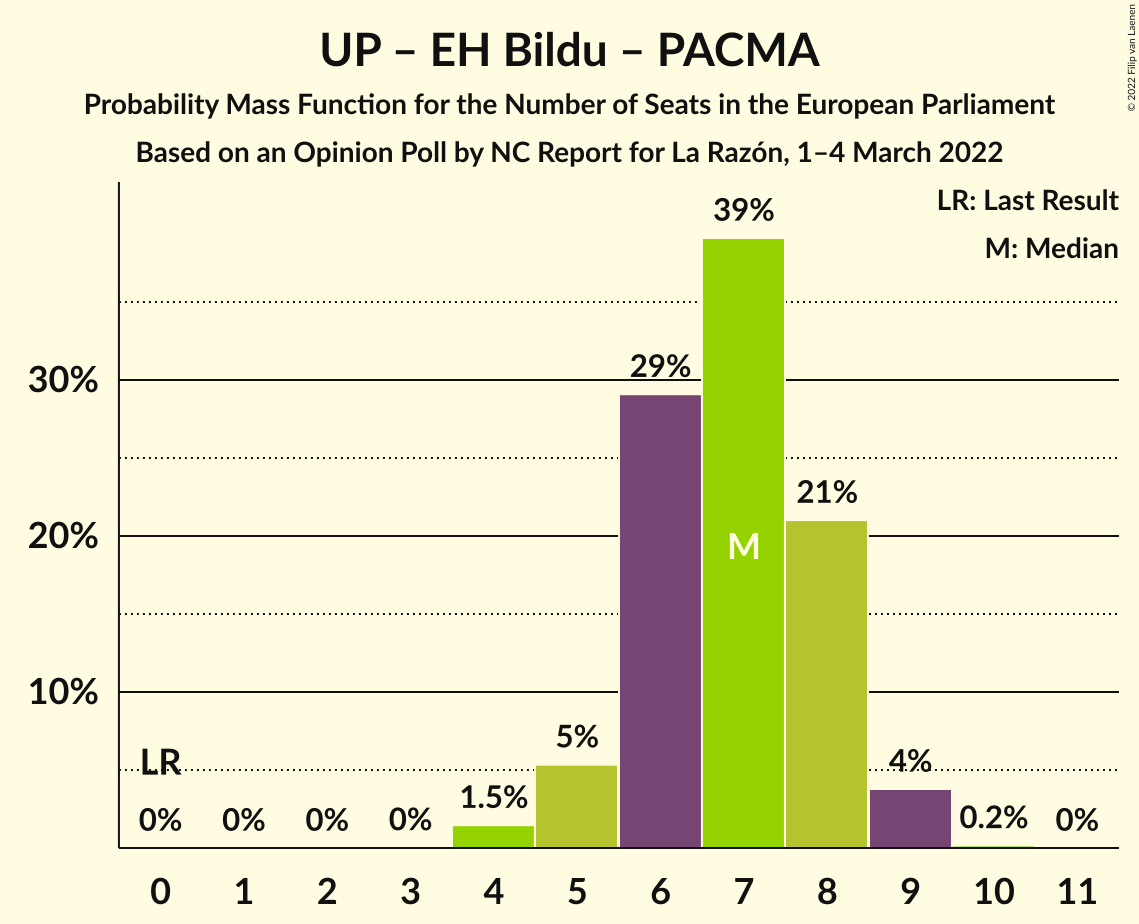 UP – EH Bildu – PACMA
Probability Mass Function for the Number of Seats in the European Parliament
Based on an Opinion Poll by NC Report for La Razón, 1–4 March 2022
© 2022 Filip van Laenen
LR: Last Result
M: Median
39%
30%
29%
21%
20%
M
10%
5%
LR
4%
1.5%
0% 0% 0% 0% 0.2% 0%
0 1 2 3 4 5 6 7 8 9 10 11